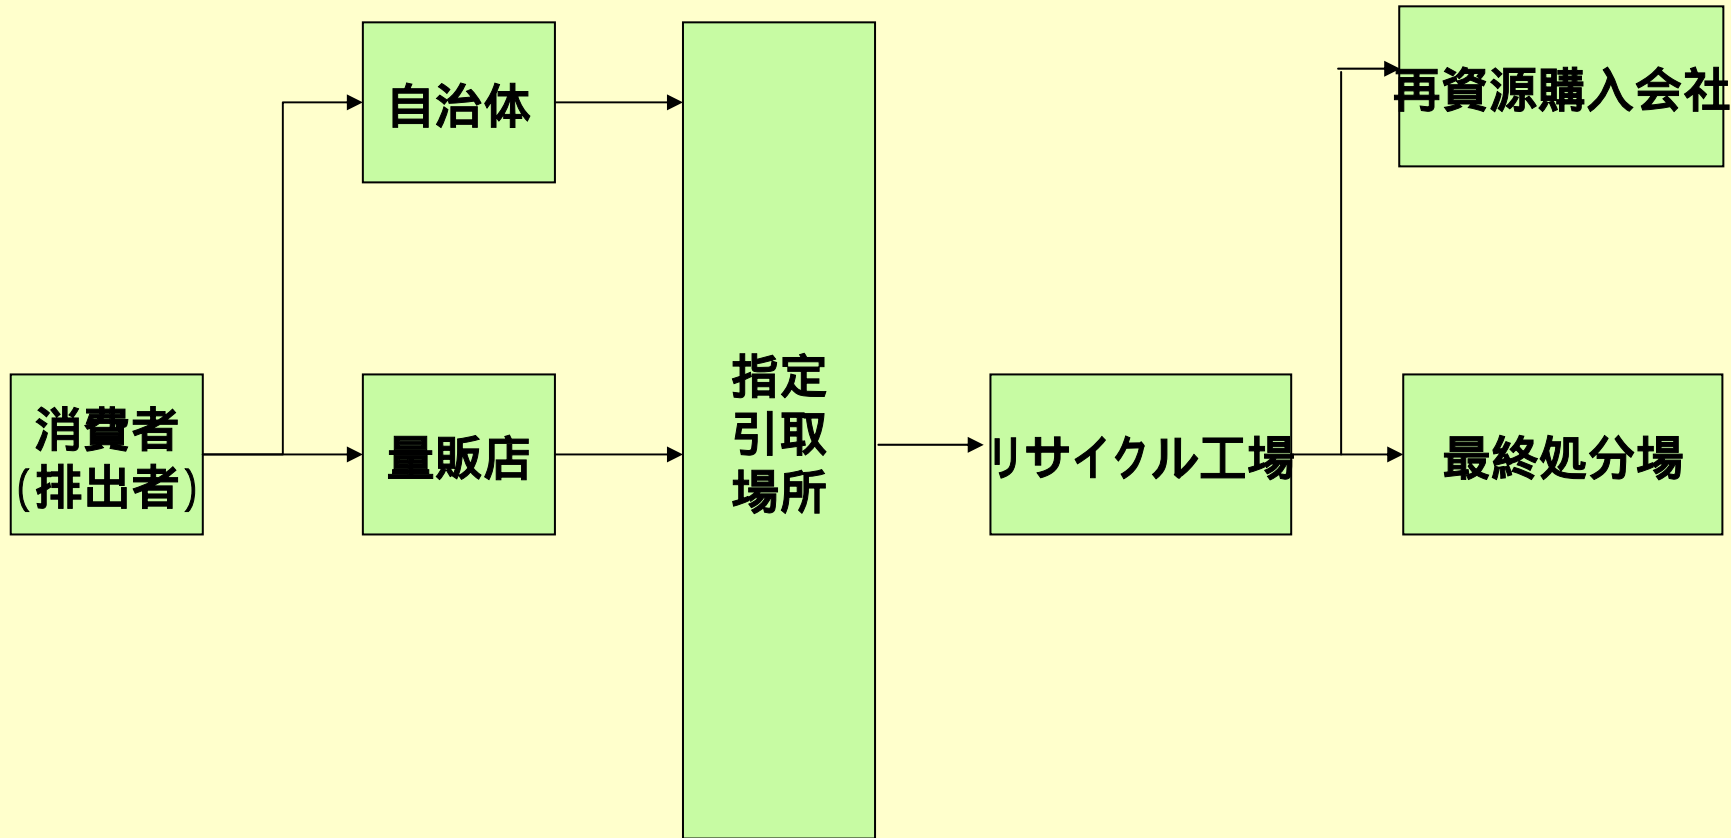 自治体
再資源購入会社
消費者
(排出者)
量販店
指定
引取
場所
リサイクル工場
最終処分場